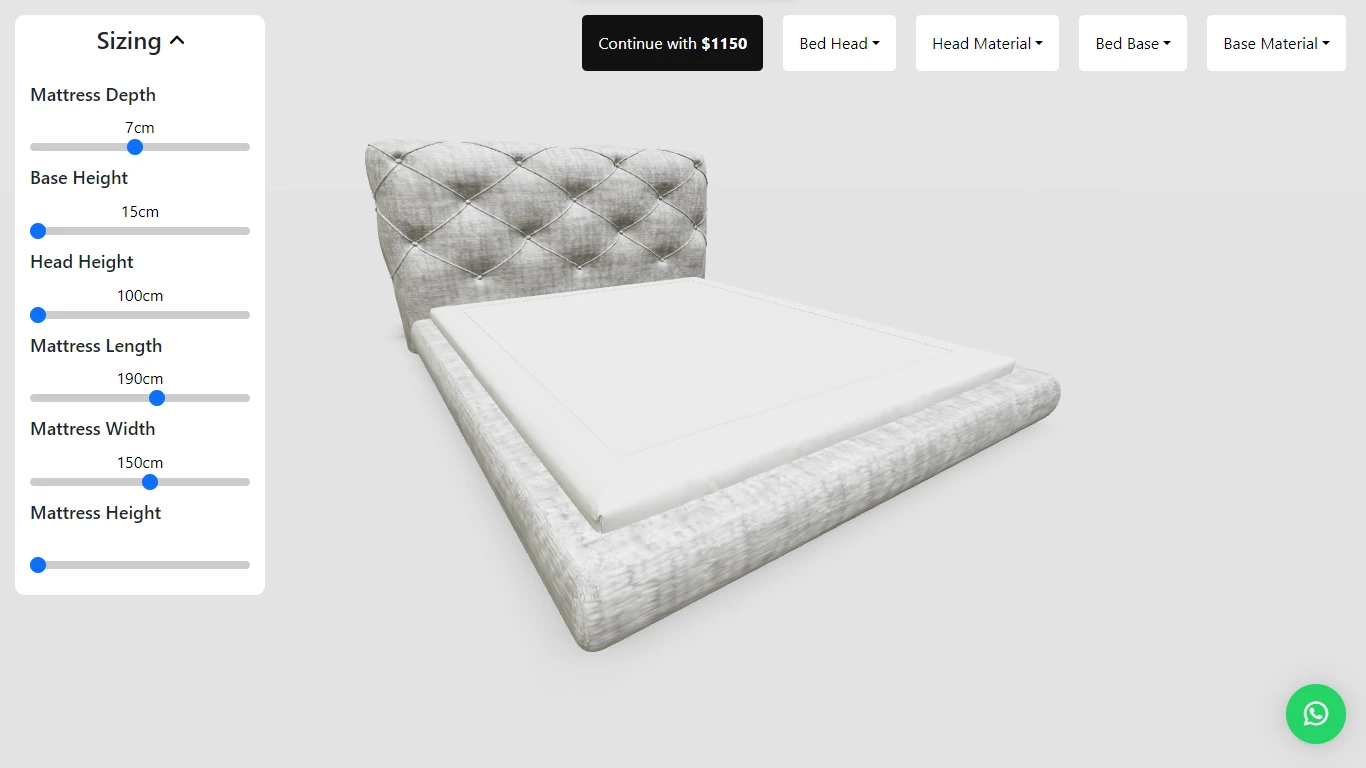 Sizing
Mattress Depth
7cm
Base Height
15cm
Head Height
100cm
Mattress Length
190cm
Mattress Width
150cm
Mattress Height
Continue with $1150
Bed Head
Head Material
Bed Base
Base Material